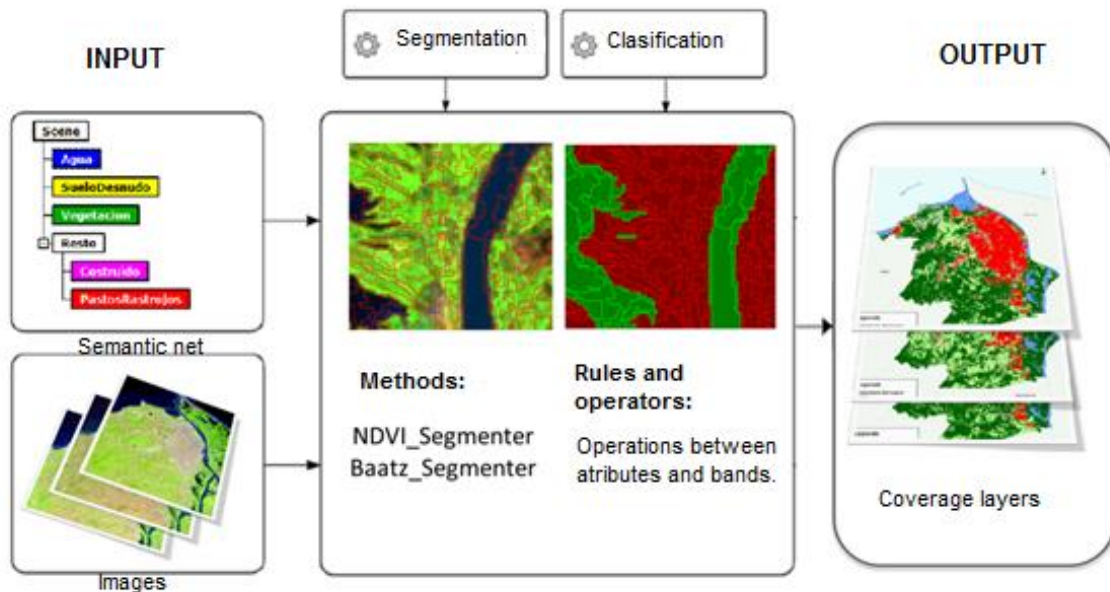 INPUT
Segmentation
Clasification
OUTPUT
Scene
Agua
SueloDesnudo
Vegetacion
Resto
Costruido
PastosRastrojos
Semantic net
Images
Methods:
NDVI_Segmenter
Baatz_Segmenter
Rules and
operators:
Operations between
atributes and bands.
Coverage layers